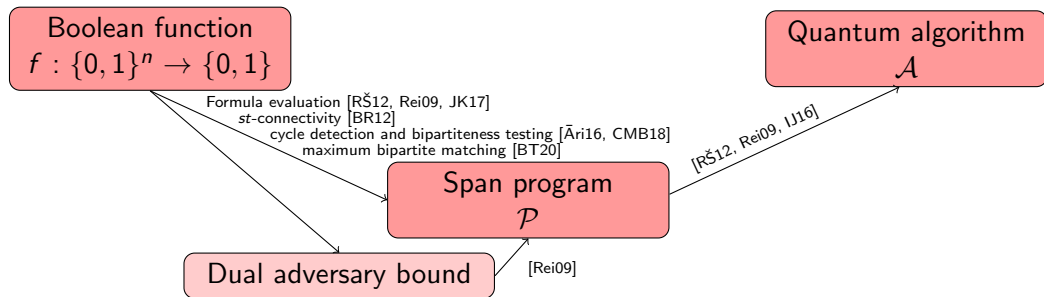 Boolean function
f : {0, 1}ⁿ → {0, 1}
Quantum algorithm
𝒜
Formula evaluation [RŠ12, Rei09, JK17]
st-connectivity [BR12]
cycle detection and bipartiteness testing [Āri16, CMB18]
maximum bipartite matching [BT20]
[RŠ12, Rei09, IJ16]
Span program
𝒫
Dual adversary bound
[Rei09]